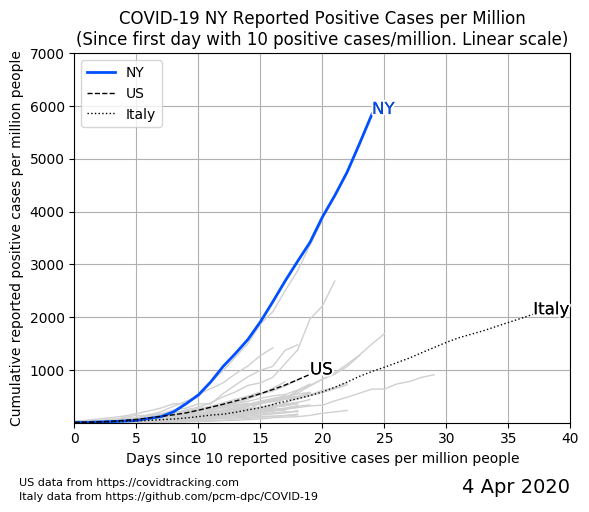 COVID-19 NY Reported Positive Cases per Million
(Since first day with 10 positive cases/million. Linear scale)
Cumulative reported positive cases per million people
7000
6000
5000
4000
3000
2000
1000
NY
US
Italy
NY
US
Italy
0
5
10
15
20
25
30
35
40
Days since 10 reported positive cases per million people
US data from https://covidtracking.com
Italy data from https://github.com/pcm-dpc/COVID-19
4 Apr 2020